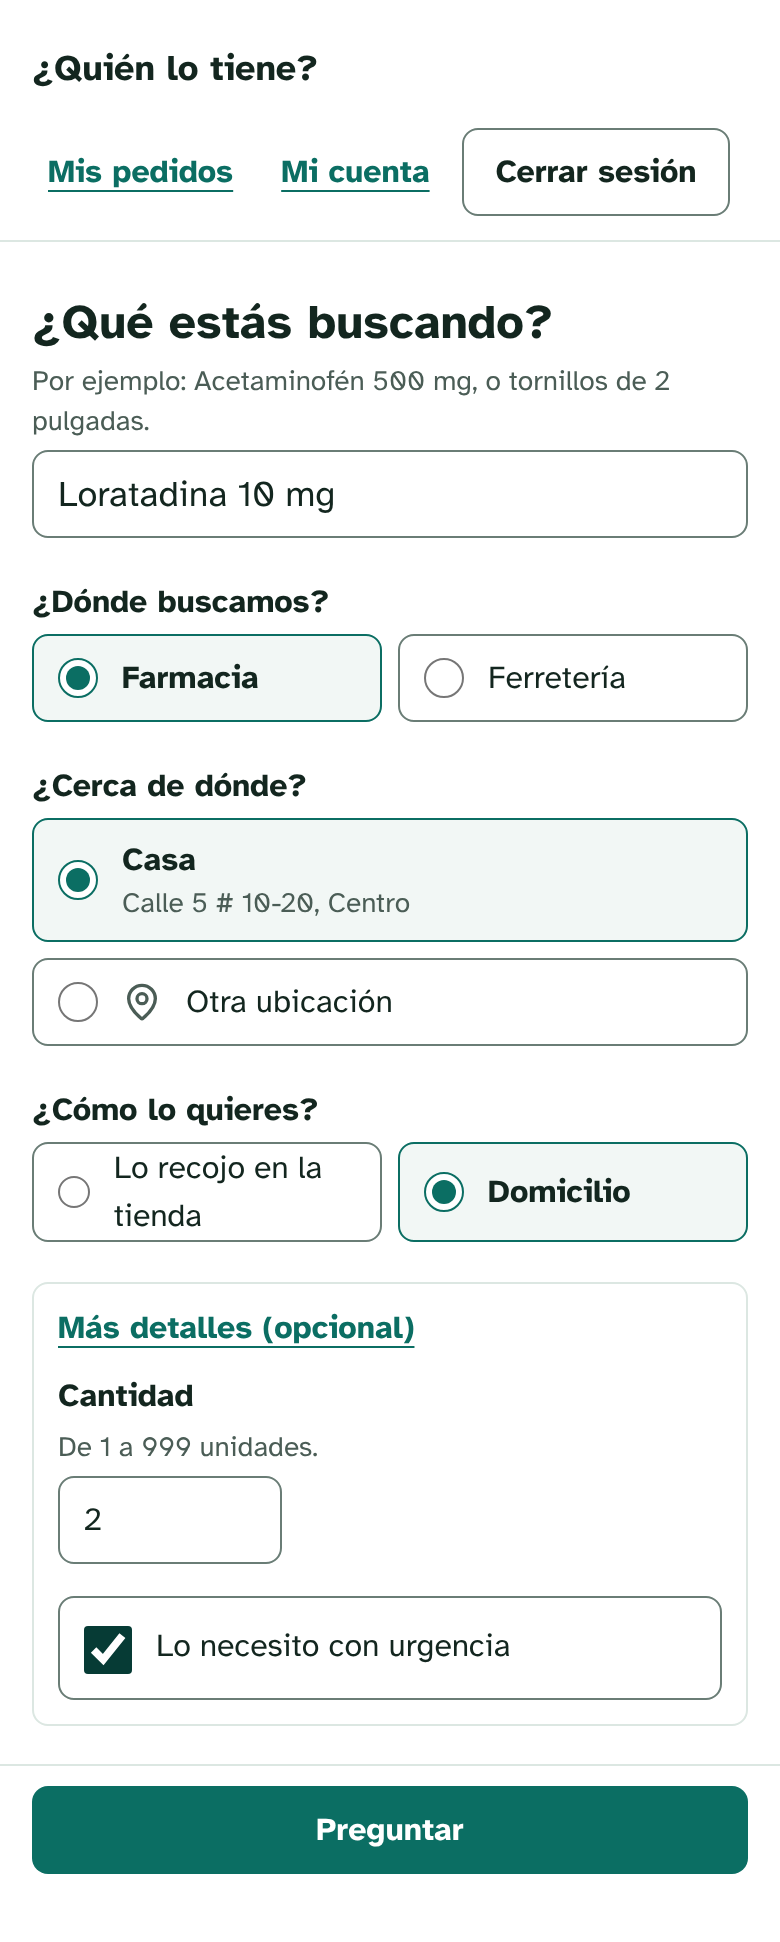 ¿Quién lo tiene?
Mis pedidos
Mi cuenta
Cerrar sesión
¿Qué estás buscando?
Por ejemplo: Acetaminofén 500 mg, o tornillos de 2
pulgadas.
Loratadina 10 mg
¿Dónde buscamos?
Farmacia
Ferretería
¿Cerca de dónde?
Casa
Calle 5 # 10-20, Centro
Otra ubicación
¿Cómo lo quieres?
Lo recojo en la
tienda
Domicilio
Más detalles (opcional)
Cantidad
De 1 a 999 unidades.
2
Lo necesito con urgencia
Preguntar